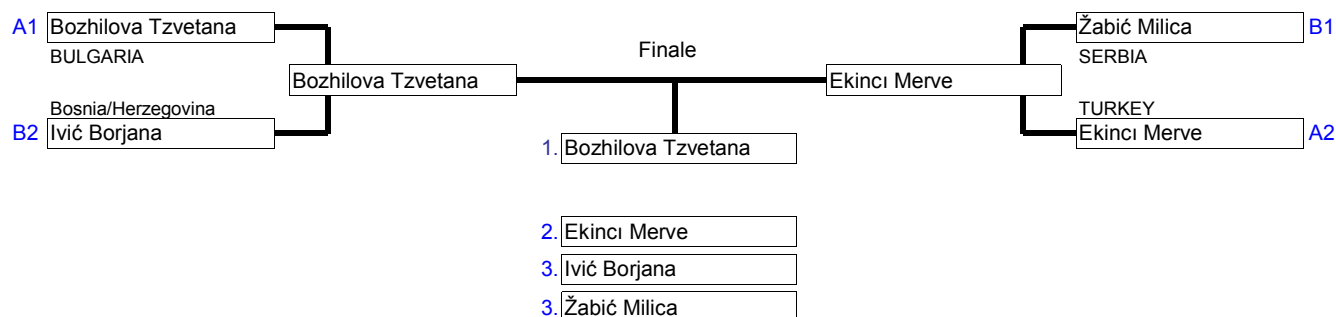 A1 Bozhilova Tzvetana
BULGARIA
Bosnia/Herzegovina
B2 Ivić Borjana
Bozhilova Tzvetana
Finale
Ekincı Merve
Žabić Milica B1
SERBIA
TURKEY
Ekincı Merve A2
1. Bozhilova Tzvetana
2. Ekincı Merve
3. Ivić Borjana
3. Žabić Milica